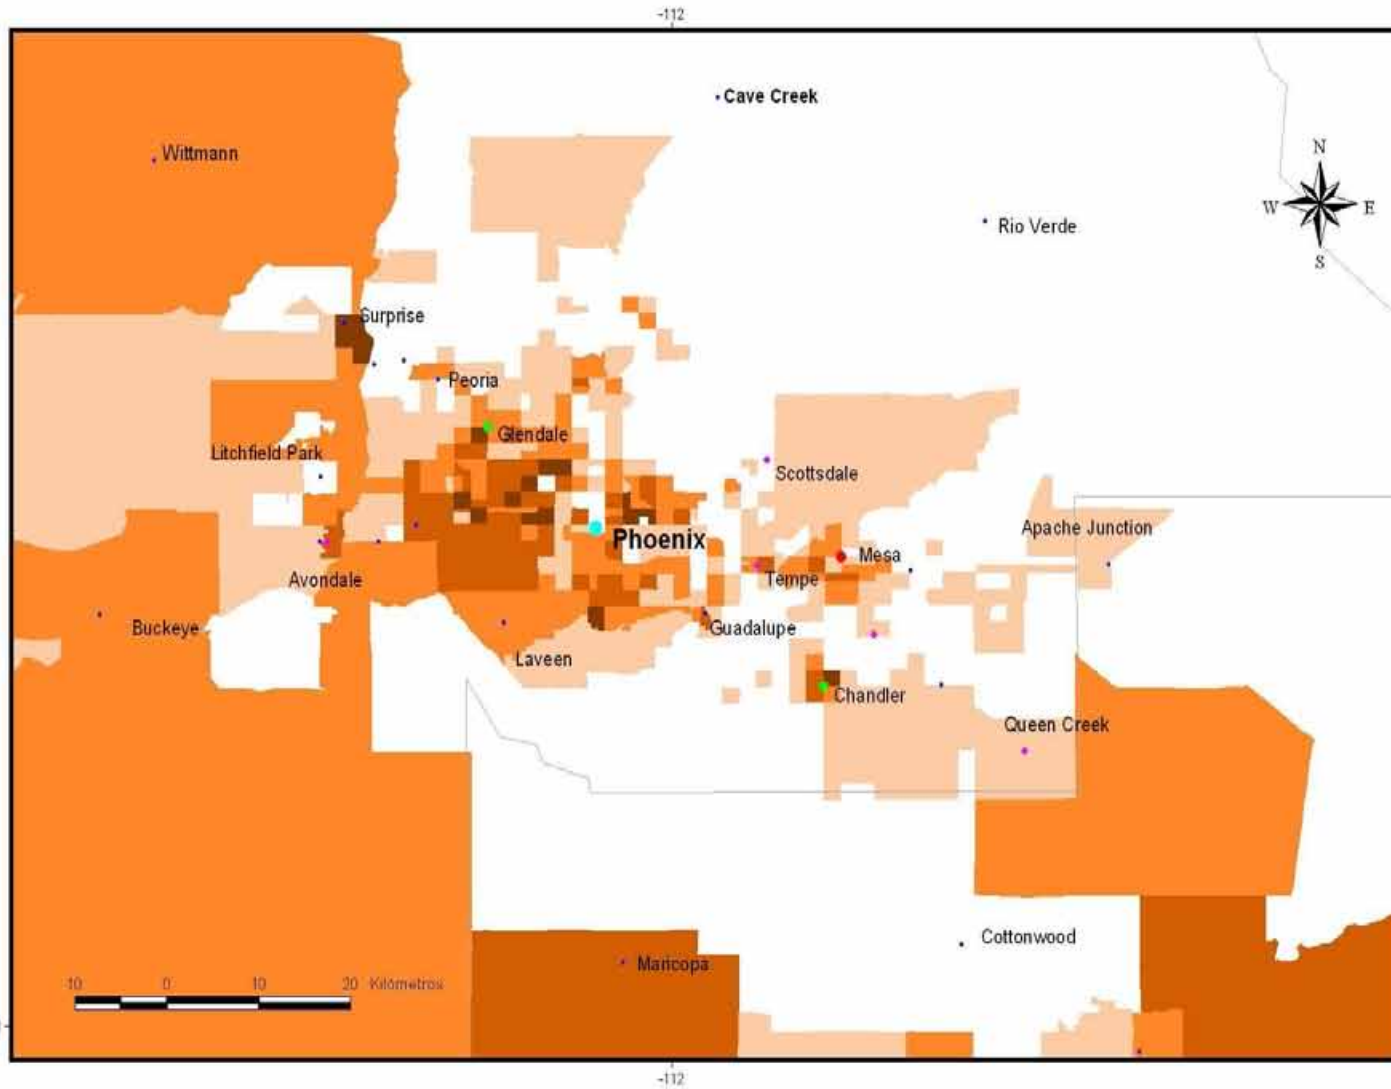 -112
Cave Creek
Wittmann
N
W
E
S
Rio Verde
Surprise
Peoria
Glendale
Litchfield Park
Scottsdale
Apache Junction
Phoenix
Mesa
Avondale
Tempe
Buckeye
Guadalupe
Laveen
Chandler
Queen Creek
Cottonwood
Maricopa
10 0 10 20 Kilómetros
-112